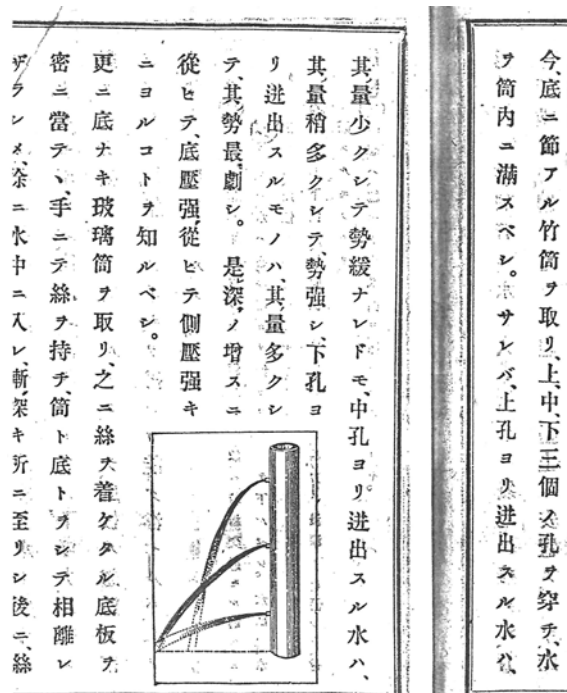 今、底ニ節アル竹筒ヲ取リ、上、中、下三個ノ孔ヲ穿チ、水
ヲ筒内ニ滿スベシ。サレバ、上孔ヨリ迸出スル水ハ、
其量少クシテ勢緩ナレドモ、中孔ヨリ迸出スル水ハ、
其量稍多クシテ、勢强シ、下孔ヨ
リ迸出スルモノハ、其量多クシ
テ、其勢最劇シ。是深ノ增スニ
從ヒテ、底壓强從ヒテ側壓强キ
ニヨルコトヲ知ルベシ。
更ニ底ナキ玻璃筒ヲ取リ、之ニ絲ヲ着ケタル底板ヲ
密ニ當テヽ、手ニテ絲ヲ持チ、筒ト底トヲシテ相離レ
ザラシメ、徐ニ水中ニ入レ、漸深キ所ニ至リシ後ニ、絲